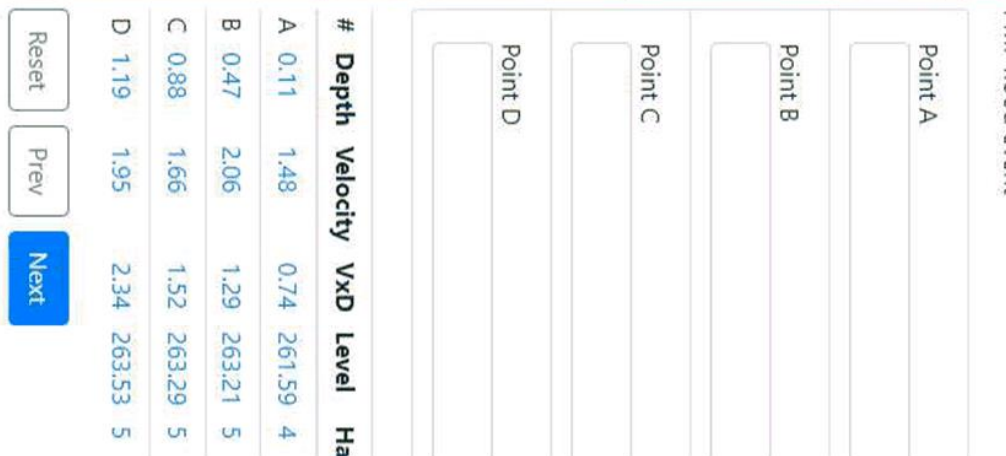 Point A
Point B
Point C
Point D
# Depth Velocity VxD Level Ha
A 0.11 1.48 0.74 261.59 4
B 0.47 2.06 1.29 263.21 5
C 0.88 1.66 1.52 263.29 5
D 1.19 1.95 2.34 263.53 5
Reset Prev Next